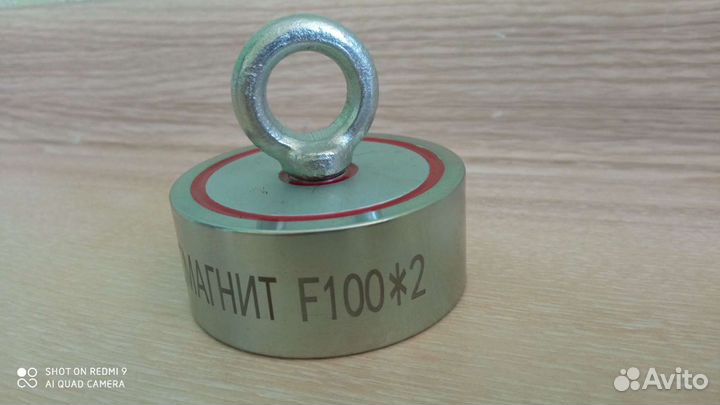 МАГНИТ F100*2
SHOT ON REDMI 9
AI QUAD CAMERA
Avito